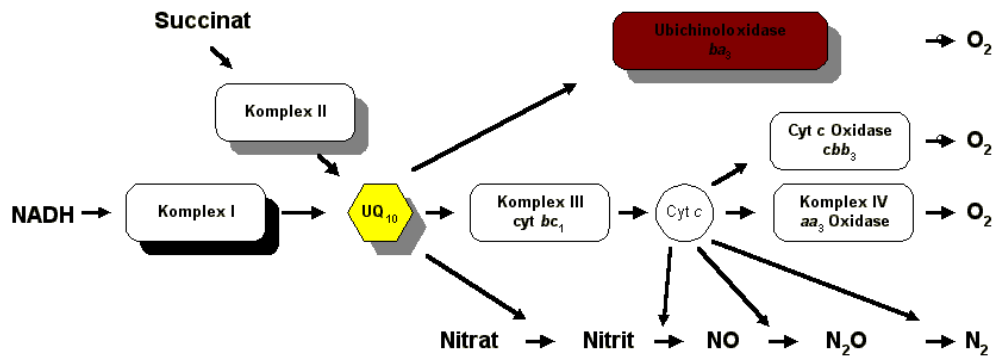 Succinat
Ubichinoloxidase
ba₃
O₂
Komplex II
Cyt c Oxidase
cbb₃
O₂
NADH
Komplex I
UQ₁₀
Komplex III
cyt bc₁
Cyt c
Komplex IV
aa₃ Oxidase
O₂
Nitrat
Nitrit
NO
N₂O
N₂